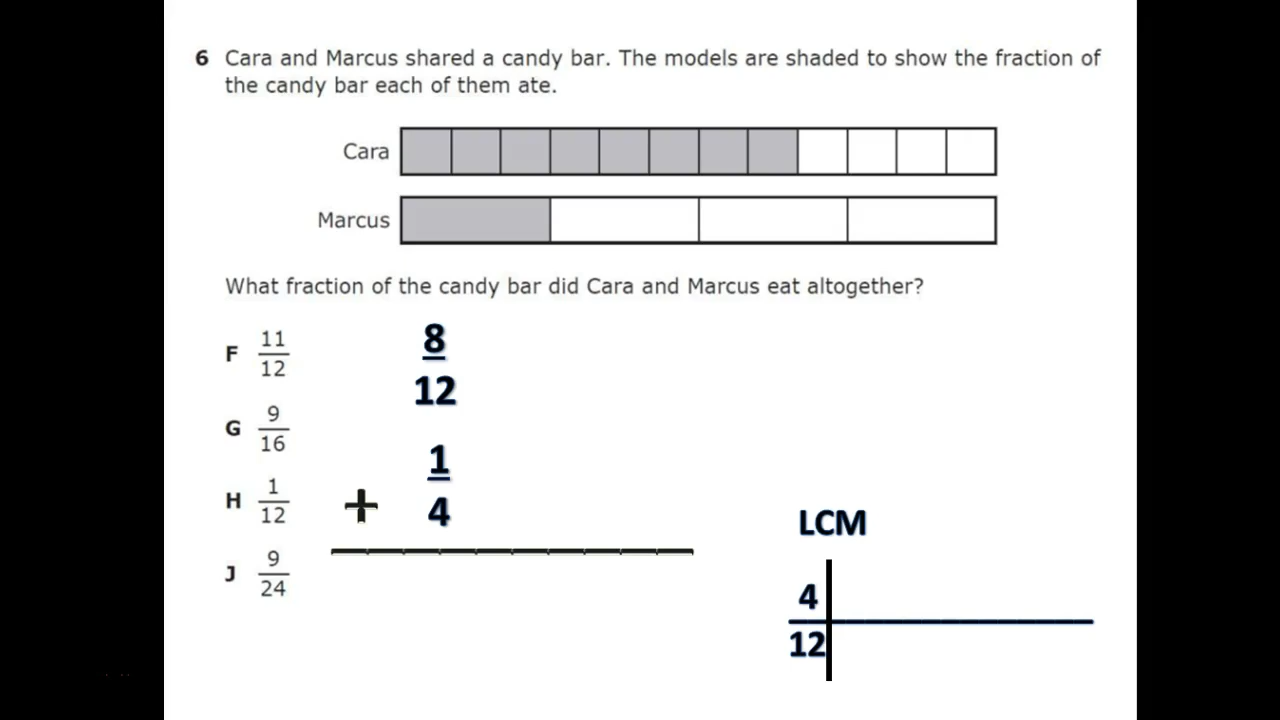 6 Cara and Marcus shared a candy bar. The models are shaded to show the fraction of
the candy bar each of them ate.
Cara
Marcus
What fraction of the candy bar did Cara and Marcus eat altogether?
F 11/12
G 9/16
H 1/12
J 9/24
8
12
1
+ 4
LCM
4
12